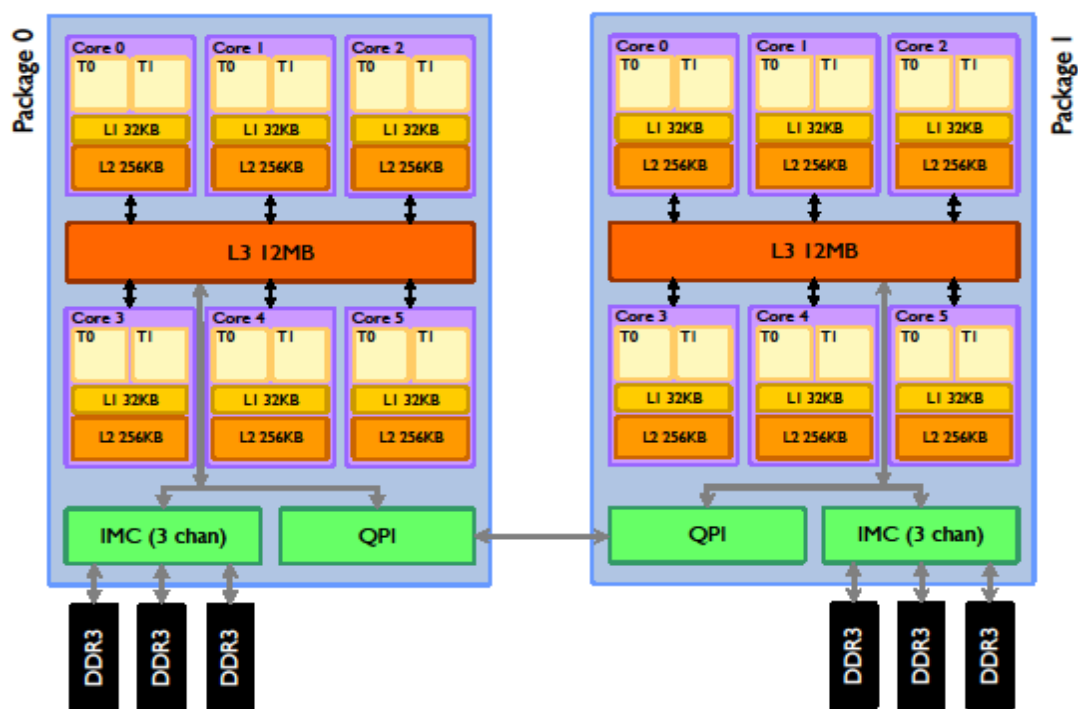 Package 0
Core 0
Core 1
Core 2
T0 T1
T0 T1
T0 T1
L1 32KB
L1 32KB
L1 32KB
L2 256KB
L2 256KB
L2 256KB
L3 12MB
Core 3
Core 4
Core 5
T0 T1
T0 T1
T0 T1
L1 32KB
L1 32KB
L1 32KB
L2 256KB
L2 256KB
L2 256KB
IMC (3 chan)
QPI
DDR3
DDR3
DDR3
Package 1
Core 0
Core 1
Core 2
T0 T1
T0 T1
T0 T1
L1 32KB
L1 32KB
L1 32KB
L2 256KB
L2 256KB
L2 256KB
L3 12MB
Core 3
Core 4
Core 5
T0 T1
T0 T1
T0 T1
L1 32KB
L1 32KB
L1 32KB
L2 256KB
L2 256KB
L2 256KB
QPI
IMC (3 chan)
DDR3
DDR3
DDR3